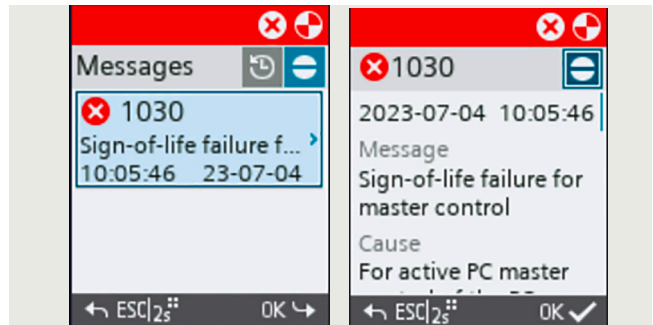 Messages
1030
Sign-of-life failure f...
10:05:46 23-07-04
ESC|2s
OK
1030
2023-07-04 10:05:46
Message
Sign-of-life failure for
master control
Cause
For active PC master
ESC|2s
OK